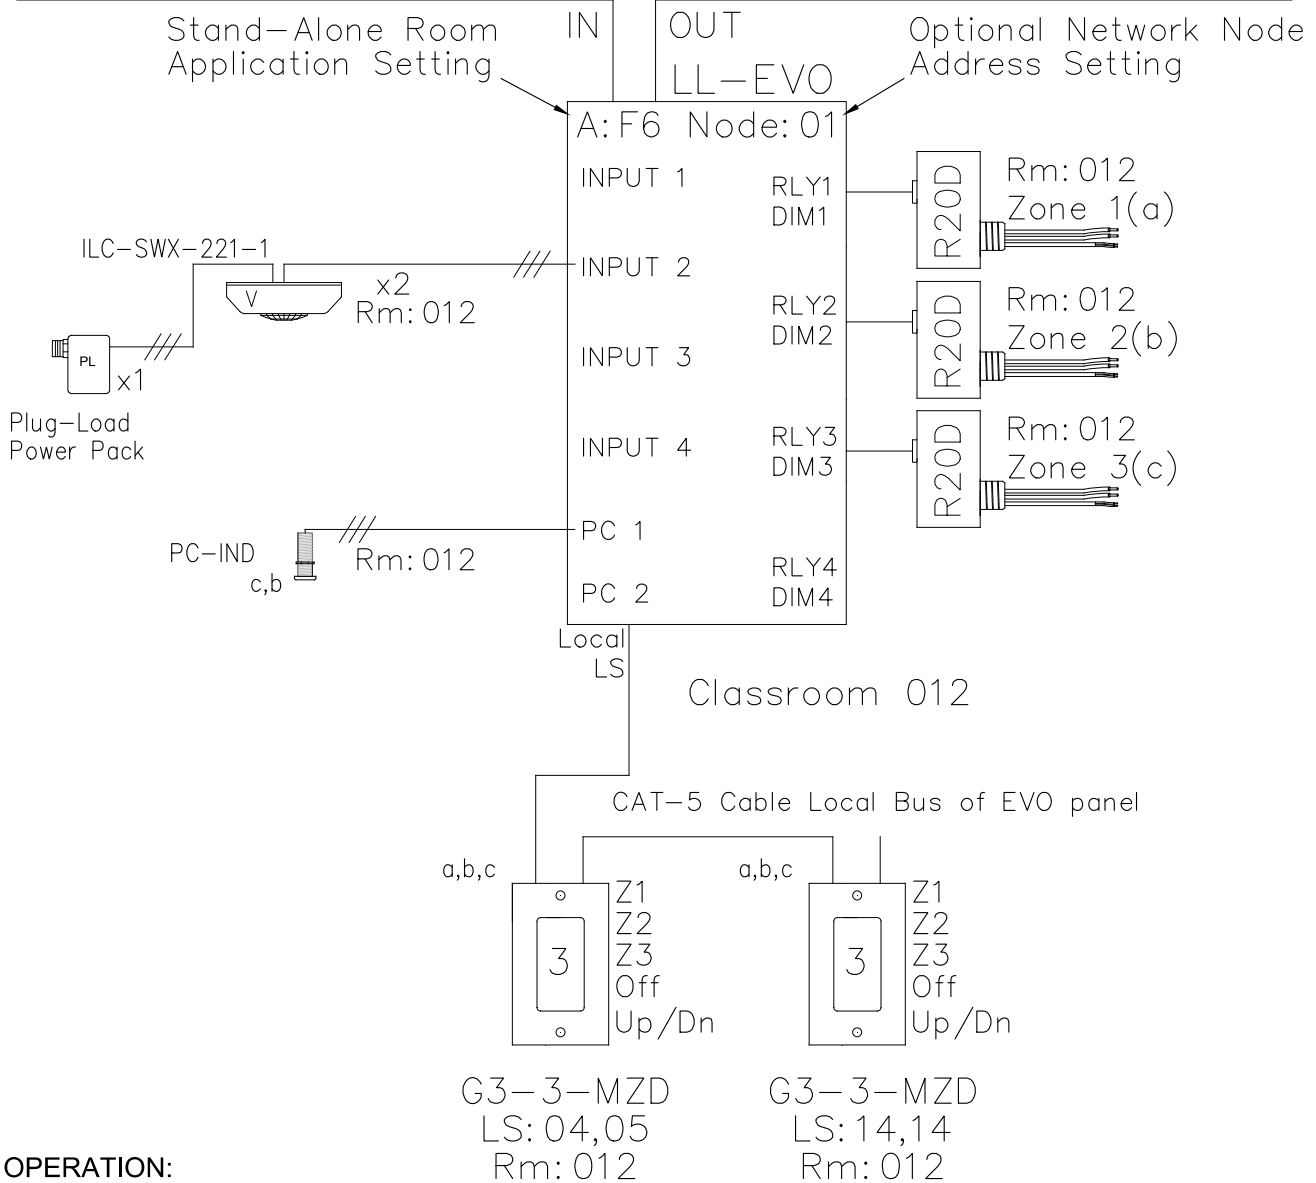 Stand-Alone Room
Application Setting
IN
OUT
LL-EVO
Optional Network Node
Address Setting
A: F6 Node: 01
INPUT 1
INPUT 2
INPUT 3
INPUT 4
PC 1
PC 2
RLY1
DIM1
RLY2
DIM2
RLY3
DIM3
RLY4
DIM4
R20D
Rm: 012
Zone 1(a)
R20D
Rm: 012
Zone 2(b)
R20D
Rm: 012
Zone 3(c)
ILC-SWX-221-1
V
x2
Rm: 012
PL
x1
Plug-Load
Power Pack
PC-IND
c,b
Rm: 012
Local
LS
Classroom 012
CAT-5 Cable Local Bus of EVO panel
a,b,c
3
Z1
Z2
Z3
Off
Up/Dn
G3-3-MZD
LS: 04,05
Rm: 012
a,b,c
3
Z1
Z2
Z3
Off
Up/Dn
G3-3-MZD
LS: 14,14
Rm: 012
OPERATION: